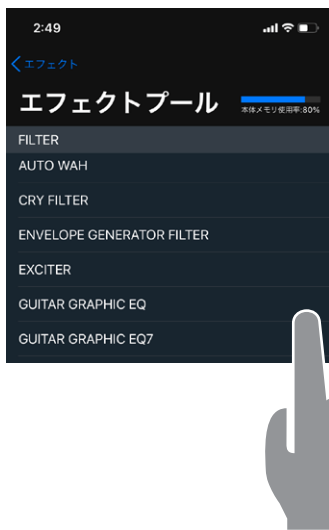 2:49
エフェクト
エフェクトプール
本体メモリ使用率:80%
FILTER
AUTO WAH
CRY FILTER
ENVELOPE GENERATOR FILTER
EXCITER
GUITAR GRAPHIC EQ
GUITAR GRAPHIC EQ7